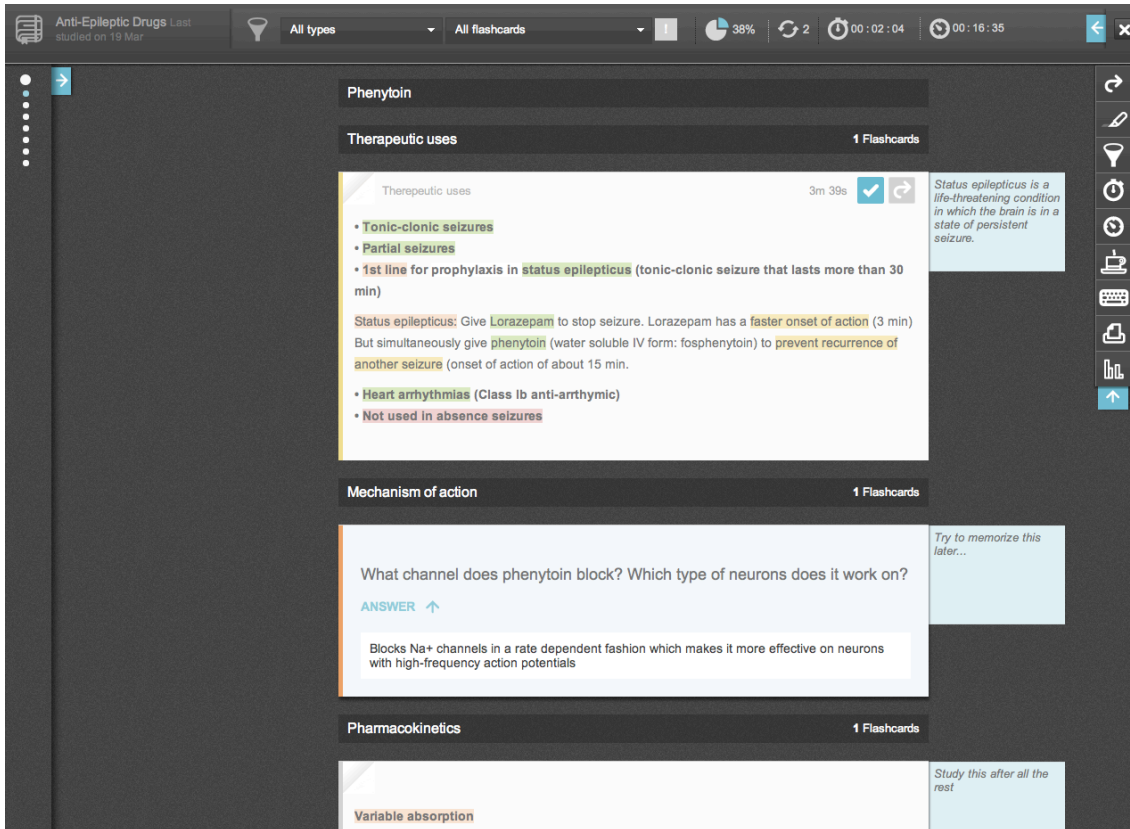 Anti-Epileptic Drugs Last
studied on 19 Mar
All types
All flashcards
!
38%
2
00:02:04
00:16:35
Phenytoin
Therapeutic uses
1 Flashcards
Therepeutic uses
3m 39s
• Tonic-clonic seizures
• Partial seizures
• 1st line for prophylaxis in status epilepticus (tonic-clonic seizure that lasts more than 30
min)
Status epilepticus: Give Lorazepam to stop seizure. Lorazepam has a faster onset of action (3 min)
But simultaneously give phenytoin (water soluble IV form: fosphenytoin) to prevent recurrence of
another seizure (onset of action of about 15 min.
• Heart arrhythmias (Class Ib anti-arrthymic)
• Not used in absence seizures
Status epilepticus is a
life-threatening condition
in which the brain is in a
state of persistent
seizure.
Mechanism of action
1 Flashcards
What channel does phenytoin block? Which type of neurons does it work on?
ANSWER
Blocks Na+ channels in a rate dependent fashion which makes it more effective on neurons
with high-frequency action potentials
Try to memorize this
later...
Pharmacokinetics
1 Flashcards
Variable absorption
Study this after all the
rest